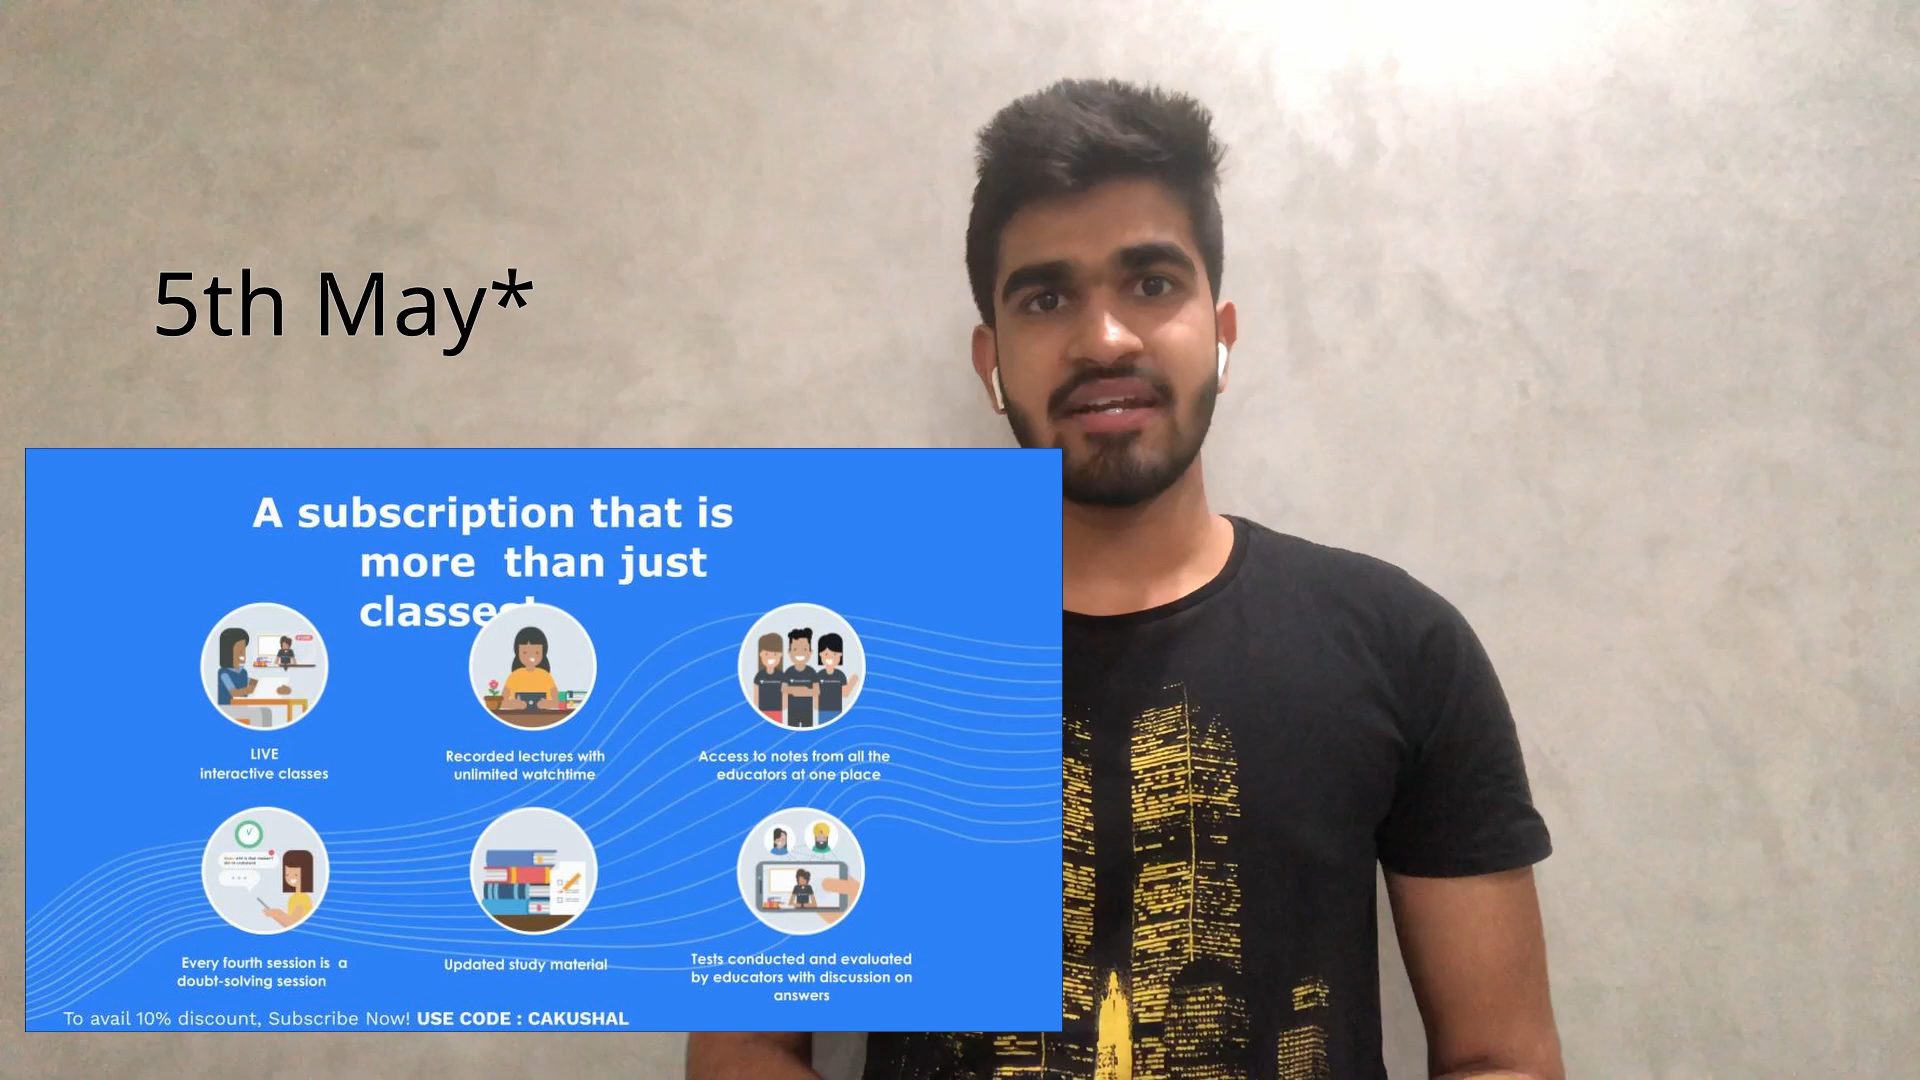 5th May*
A subscription that is
more than just
classes
LIVE
interactive classes
Recorded lectures with
unlimited watchtime
Access to notes from all the
educators at one place
Every fourth session is a
doubt-solving session
Updated study material
Tests conducted and evaluated
by educators with discussion on
answers
To avail 10% discount, Subscribe Now! USE CODE : CAKUSHAL